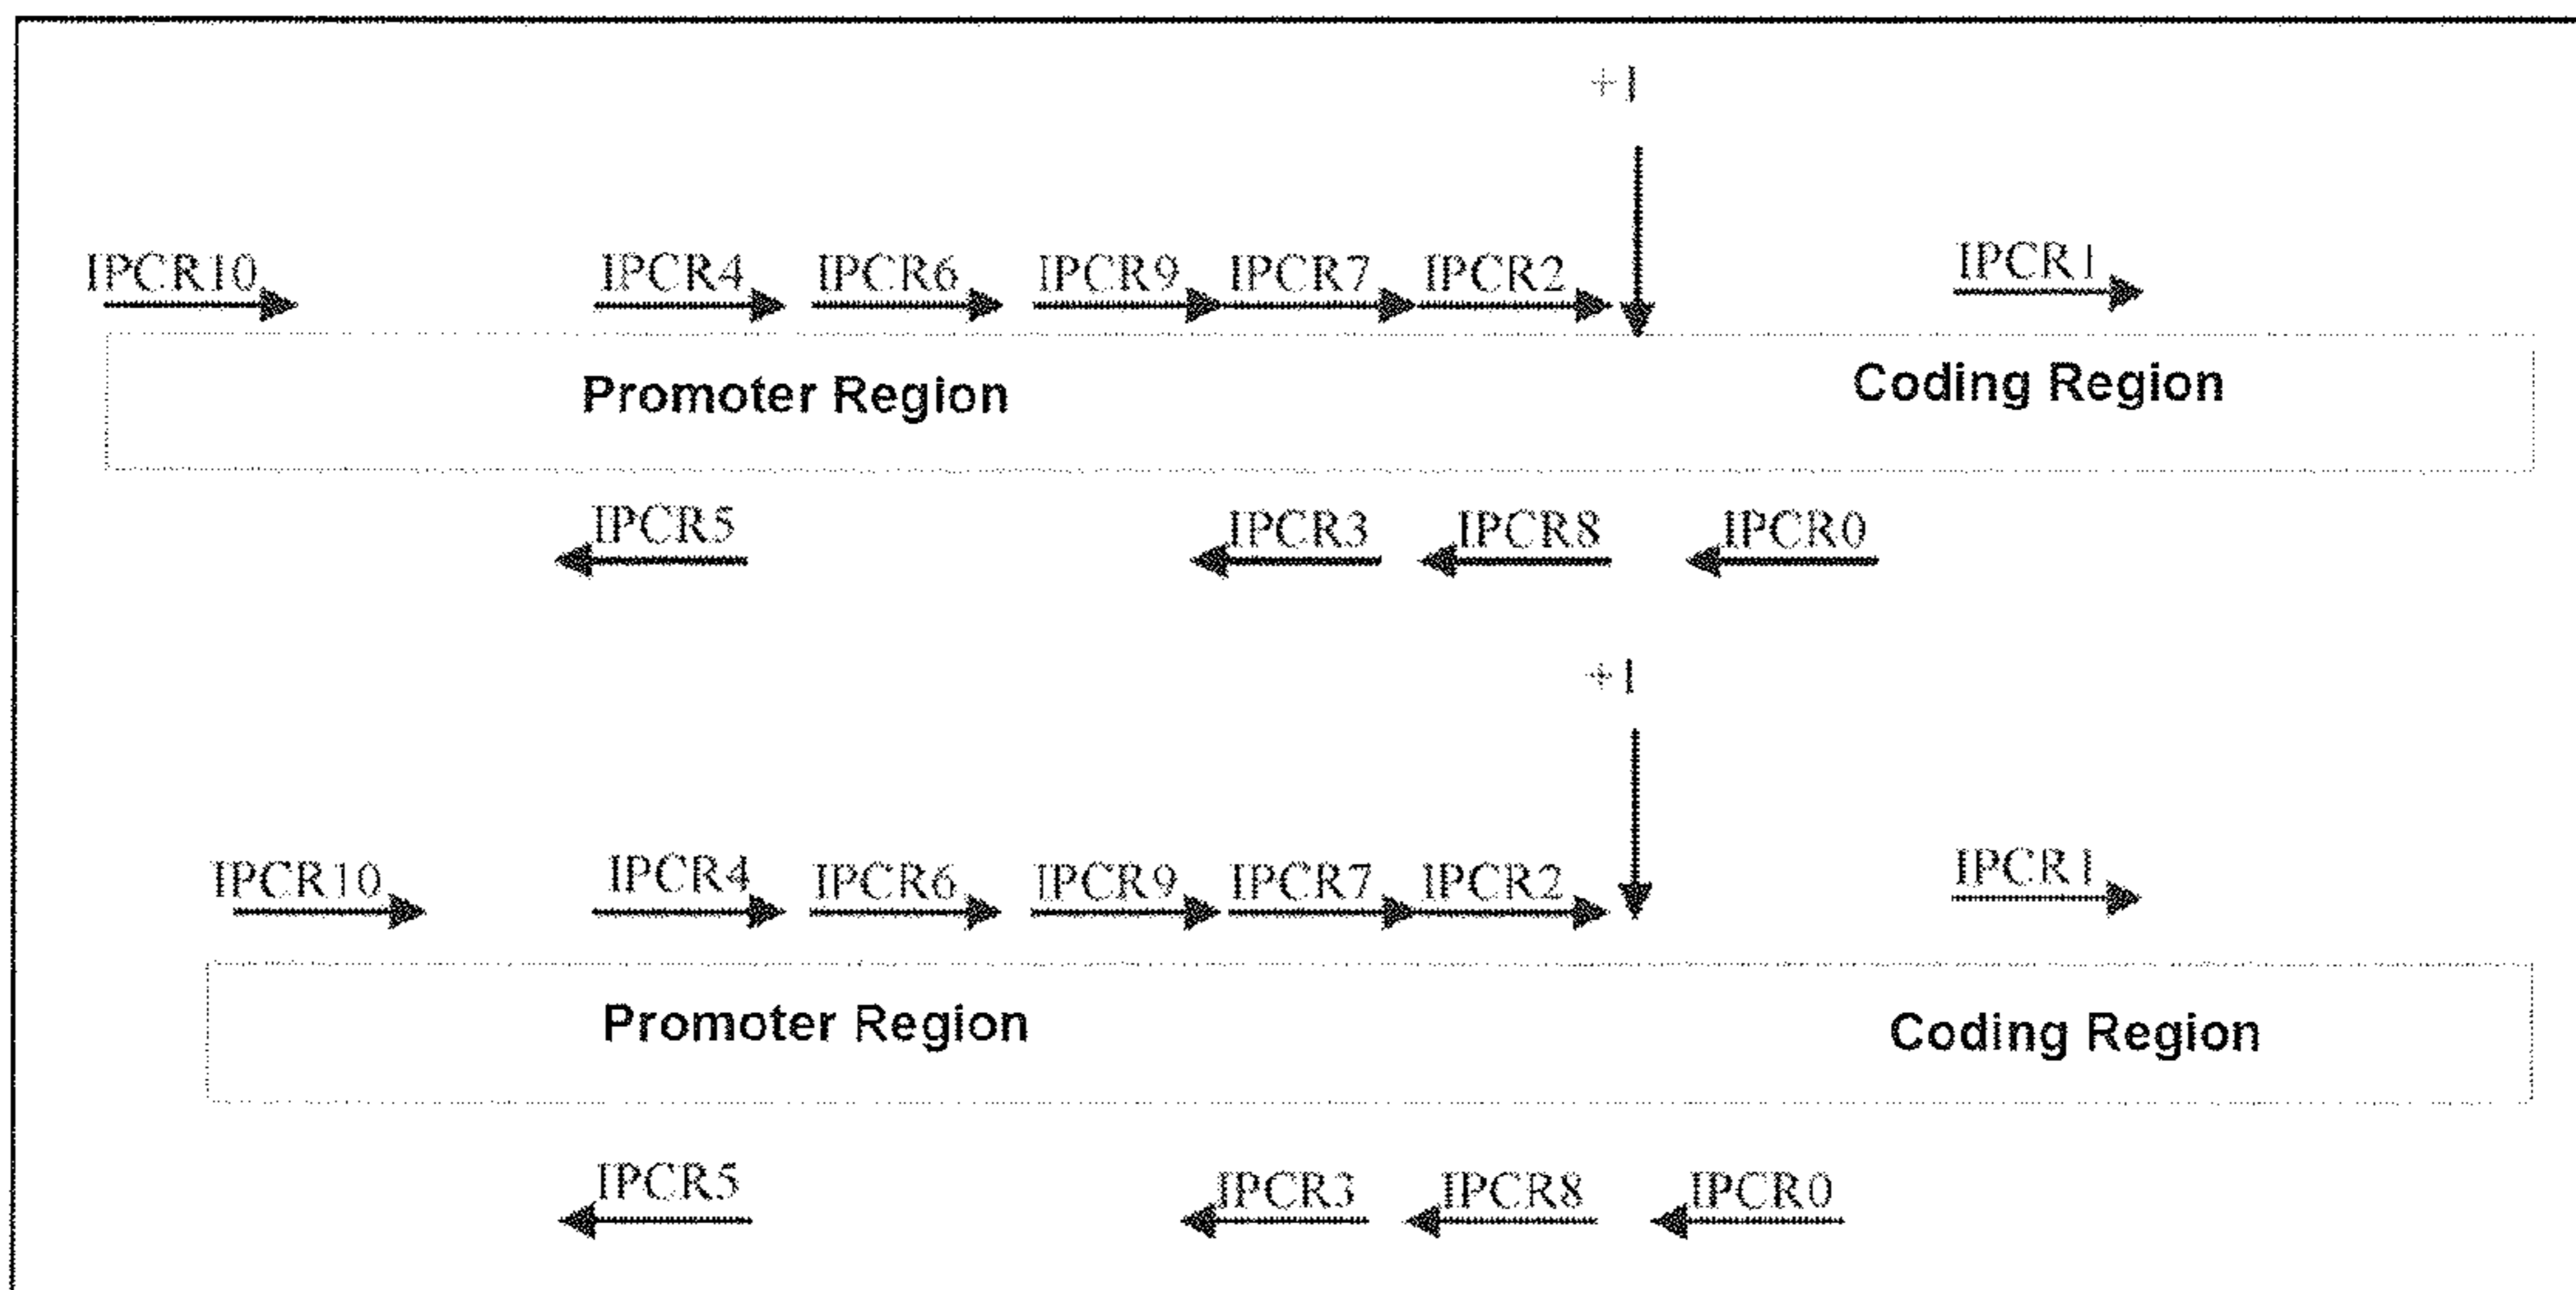 +1
IPCR10 IPCR4 IPCR6 IPCR9 IPCR7 IPCR2 IPCR1
Promoter Region Coding Region
IPCR5 IPCR3 IPCR8 IPCR0
+1
IPCR10 IPCR4 IPCR6 IPCR9 IPCR7 IPCR2 IPCR1
Promoter Region Coding Region
IPCR5 IPCR3 IPCR8 IPCR0